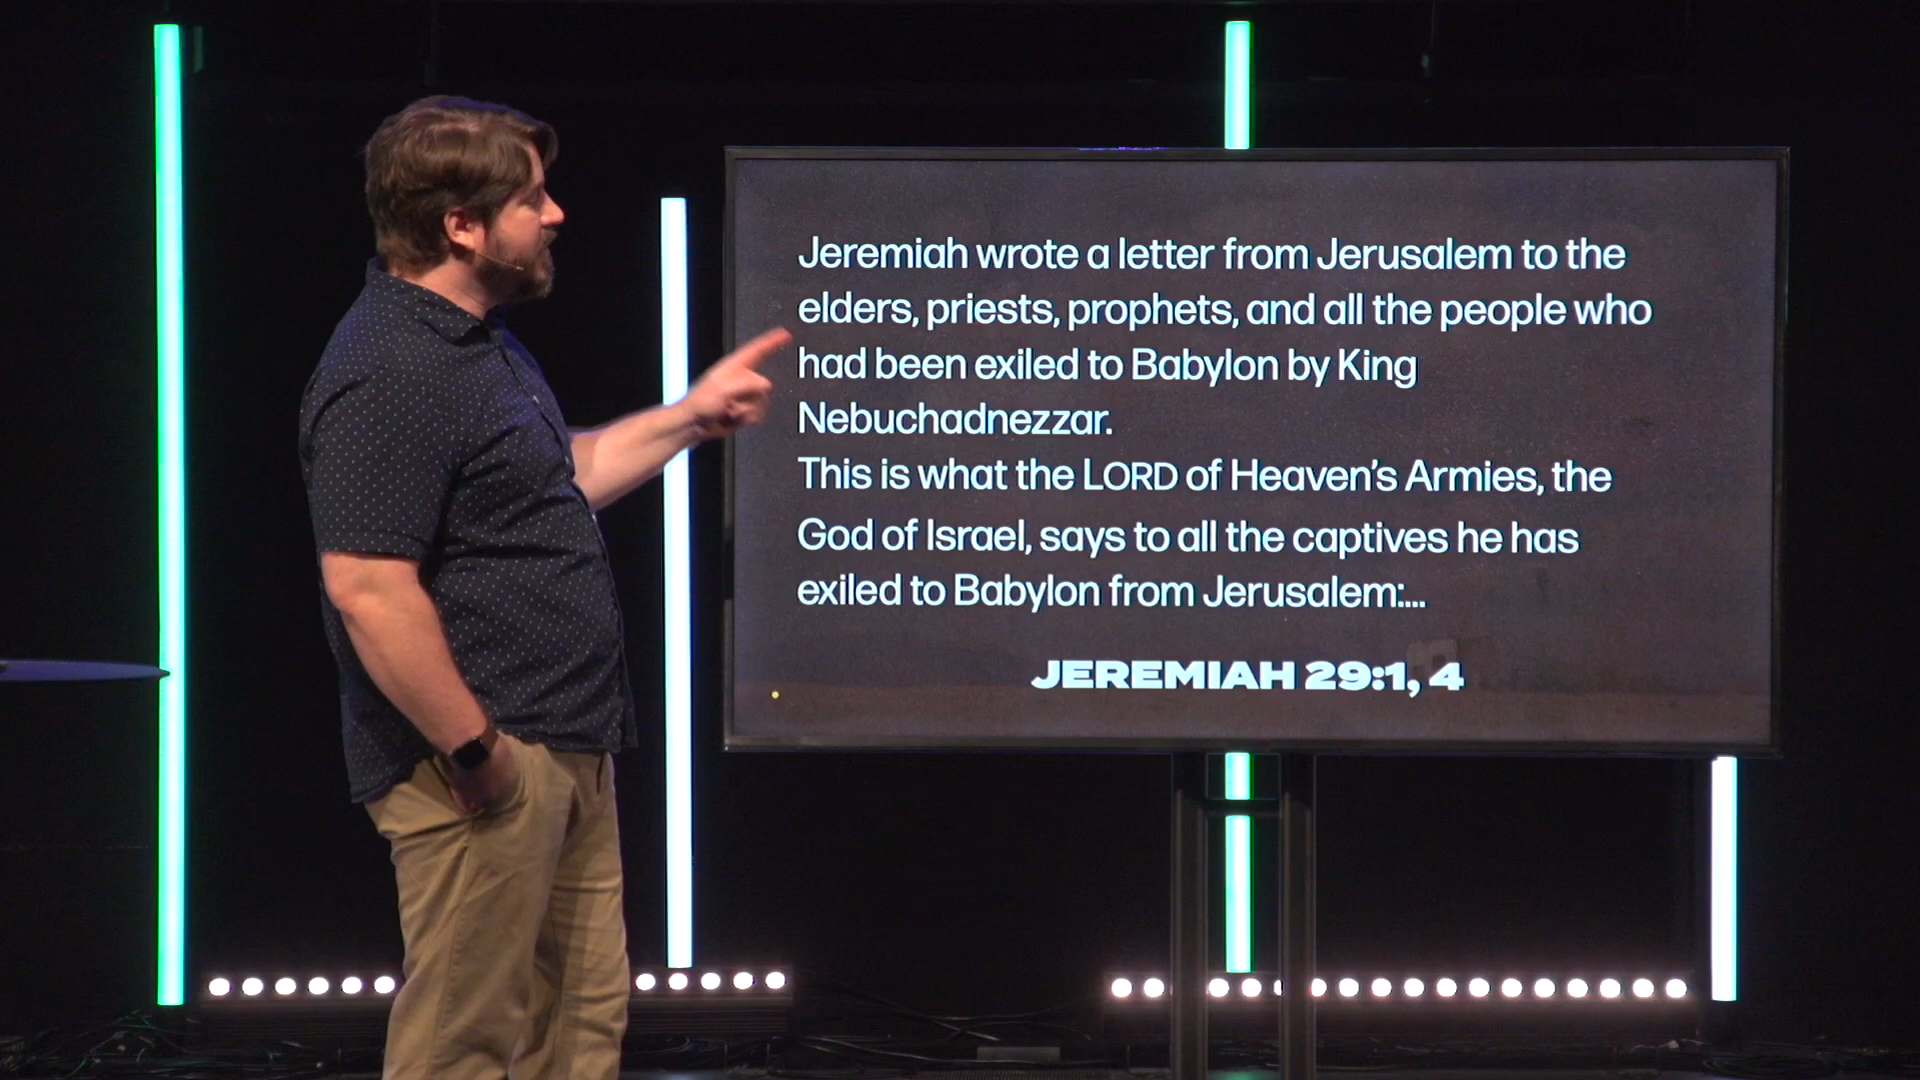 Jeremiah wrote a letter from Jerusalem to the
elders, priests, prophets, and all the people who
had been exiled to Babylon by King
Nebuchadnezzar.
This is what the LORD of Heaven’s Armies, the
God of Israel, says to all the captives he has
exiled to Babylon from Jerusalem:....
JEREMIAH 29:1, 4